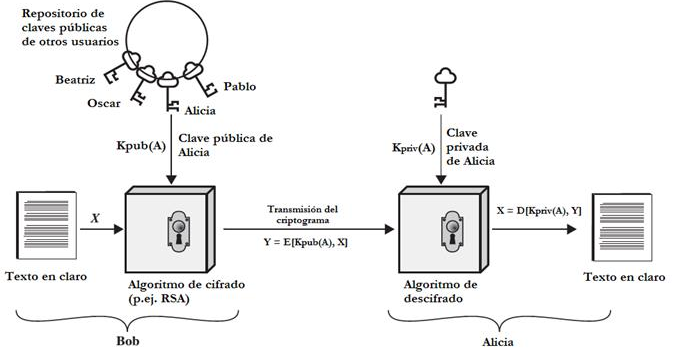 Repositorio de
claves públicas
de otros usuarios
Beatriz
Oscar
Alicia
Pablo
Kpub(A)
Clave pública de
Alicia
Kpriv(A)
Clave
privada
de Alicia
X
Transmisión del
criptograma
Y = E[Kpub(A), X]
X = D[Kpriv(A), Y]
Texto en claro
Algoritmo de cifrado
(p.ej. RSA)
Algoritmo de
descifrado
Texto en claro
Bob
Alicia